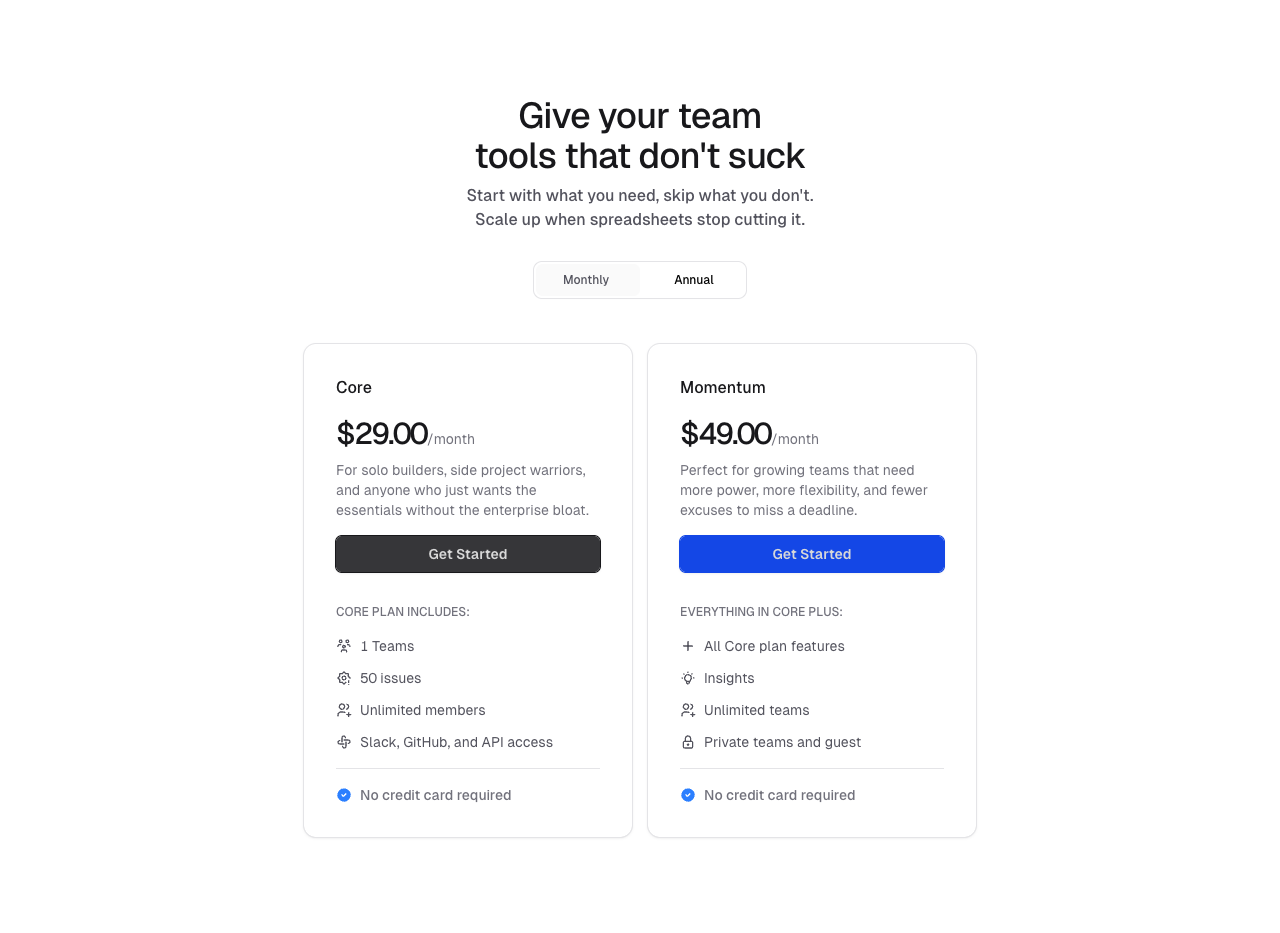 Give your team
tools that don't suck
Start with what you need, skip what you don't.
Scale up when spreadsheets stop cutting it.
Monthly
Annual
Core
$29.00/month
For solo builders, side project warriors,
and anyone who just wants the
essentials without the enterprise bloat.
Get Started
CORE PLAN INCLUDES:
1 Teams
50 issues
Unlimited members
Slack, GitHub, and API access
No credit card required
Momentum
$49.00/month
Perfect for growing teams that need
more power, more flexibility, and fewer
excuses to miss a deadline.
Get Started
EVERYTHING IN CORE PLUS:
All Core plan features
Insights
Unlimited teams
Private teams and guest
No credit card required